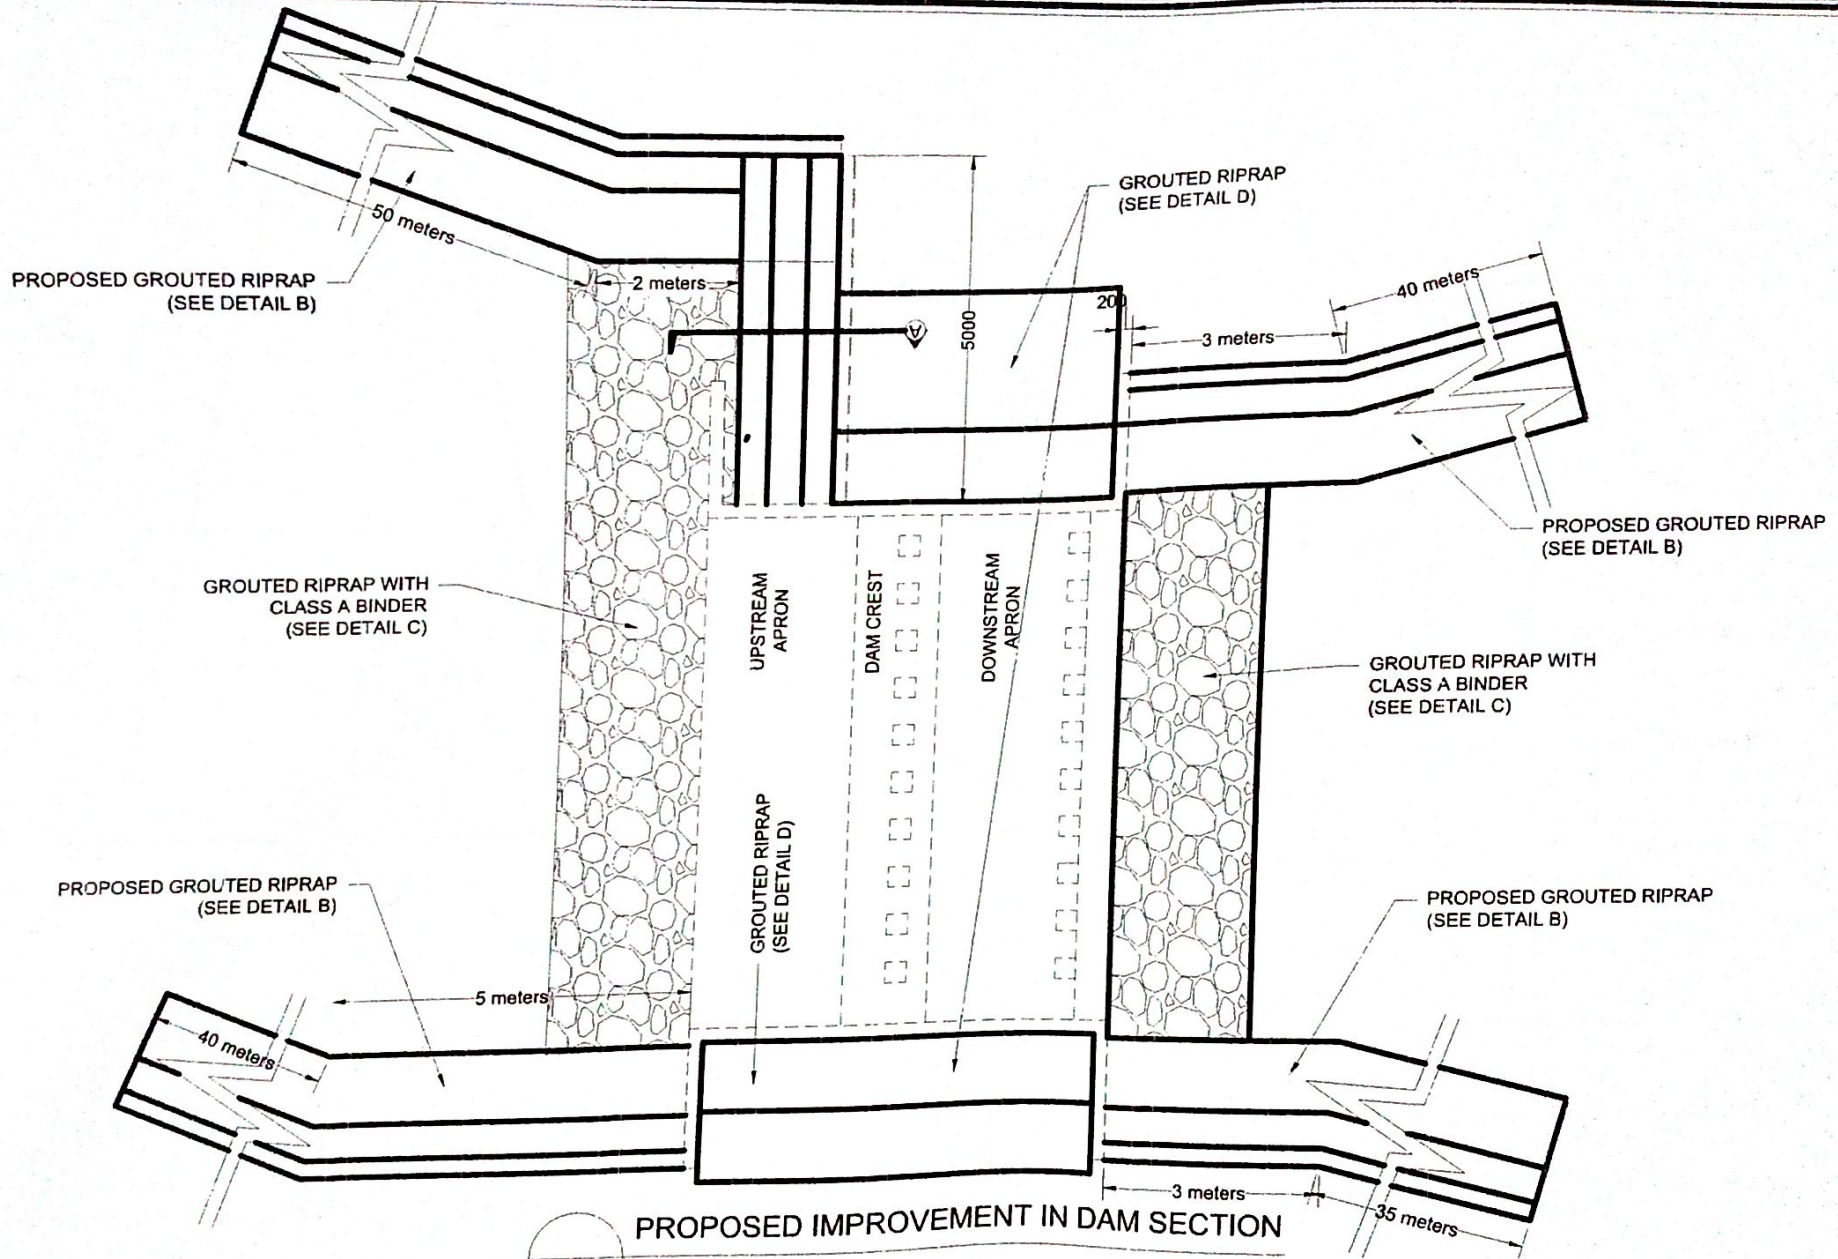 GROUTED RIPRAP
(SEE DETAIL D)
50 meters
PROPOSED GROUTED RIPRAP
(SEE DETAIL B)
2 meters
200
5000
40 meters
3 meters
A
PROPOSED GROUTED RIPRAP
(SEE DETAIL B)
GROUTED RIPRAP WITH
CLASS A BINDER
(SEE DETAIL C)
UPSTREAM
APRON
DAM CREST
DOWNSTREAM
APRON
GROUTED RIPRAP WITH
CLASS A BINDER
(SEE DETAIL C)
GROUTED RIPRAP
(SEE DETAIL D)
PROPOSED GROUTED RIPRAP
(SEE DETAIL B)
PROPOSED GROUTED RIPRAP
(SEE DETAIL B)
5 meters
40 meters
3 meters
35 meters
PROPOSED IMPROVEMENT IN DAM SECTION